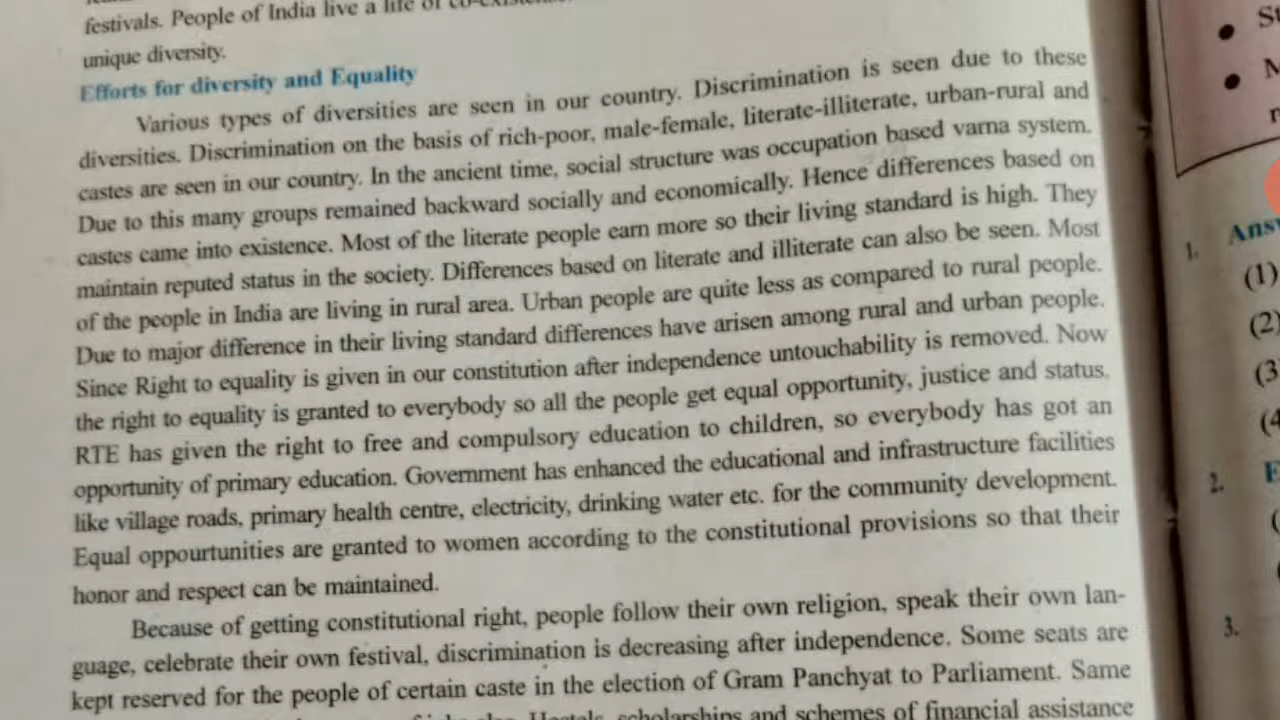 festivals. People of India live a life of
unique diversity.
Efforts for diversity and Equality
Various types of diversities are seen in our country. Discrimination is seen due to these
diversities. Discrimination on the basis of rich-poor, male-female, literate-illiterate, urban-rural and
castes are seen in our country. In the ancient time, social structure was occupation based varna system.
Due to this many groups remained backward socially and economically. Hence differences based on
castes came into existence. Most of the literate people earn more so their living standard is high. They
maintain reputed status in the society. Differences based on literate and illiterate can also be seen. Most
of the people in India are living in rural area. Urban people are quite less as compared to rural people.
Due to major difference in their living standard differences have arisen among rural and urban people.
Since Right to equality is given in our constitution after independence untouchability is removed. Now
the right to equality is granted to everybody so all the people get equal opportunity, justice and status.
RTE has given the right to free and compulsory education to children, so everybody has got an
opportunity of primary education. Government has enhanced the educational and infrastructure facilities
like village roads, primary health centre, electricity, drinking water etc. for the community development.
Equal oppourtunities are granted to women according to the constitutional provisions so that their
honor and respect can be maintained.
Because of getting constitutional right, people follow their own religion, speak their own lan-
guage, celebrate their own festival, discrimination is decreasing after independence. Some seats are
kept reserved for the people of certain caste in the election of Gram Panchyat to Parliament. Same
Hostels, scholarships and schemes of financial assistance
1.
(1)
(2)
(3
(4
2.
3.